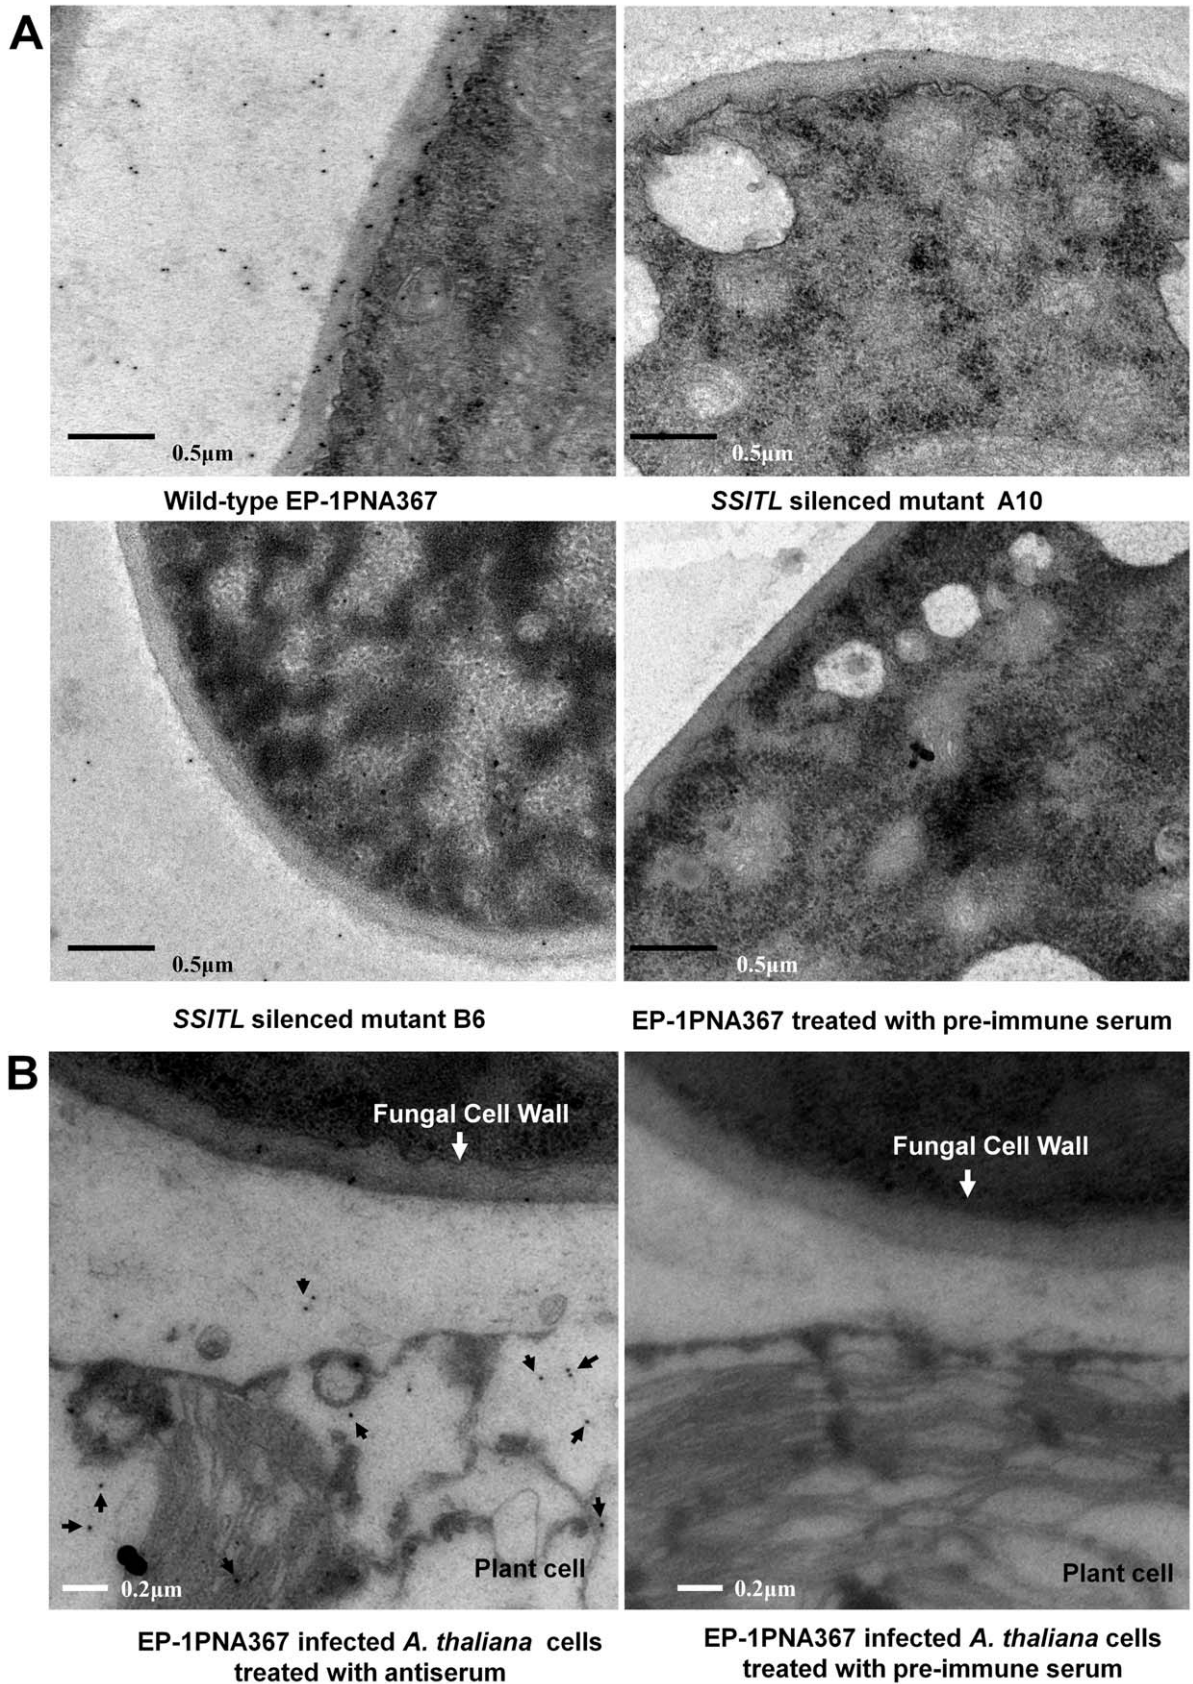 A
0.5μm
0.5μm
Wild-type EP-1PNA367
SSITL silenced mutant A10
0.5μm
0.5μm
SSITL silenced mutant B6
EP-1PNA367 treated with pre-immune serum
B
Fungal Cell Wall
Fungal Cell Wall
Plant cell
Plant cell
0.2μm
0.2μm
EP-1PNA367 infected A. thaliana cells
treated with antiserum
EP-1PNA367 infected A. thaliana cells
treated with pre-immune serum